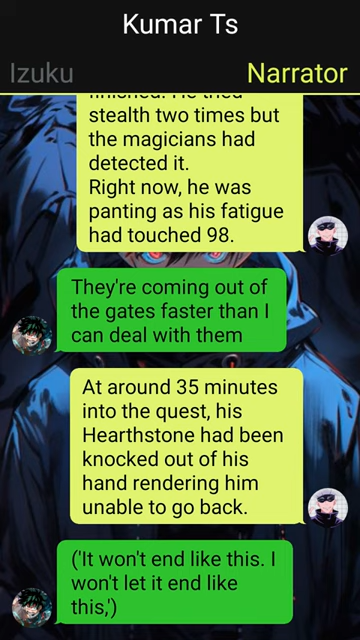 Kumar Ts
Izuku
Narrator
finished. He tried
stealth two times but
the magicians had
detected it.
Right now, he was
panting as his fatigue
had touched 98.
They're coming out of
the gates faster than I
can deal with them
At around 35 minutes
into the quest, his
Hearthstone had been
knocked out of his
hand rendering him
unable to go back.
('It won't end like this. I
won't let it end like
this,')